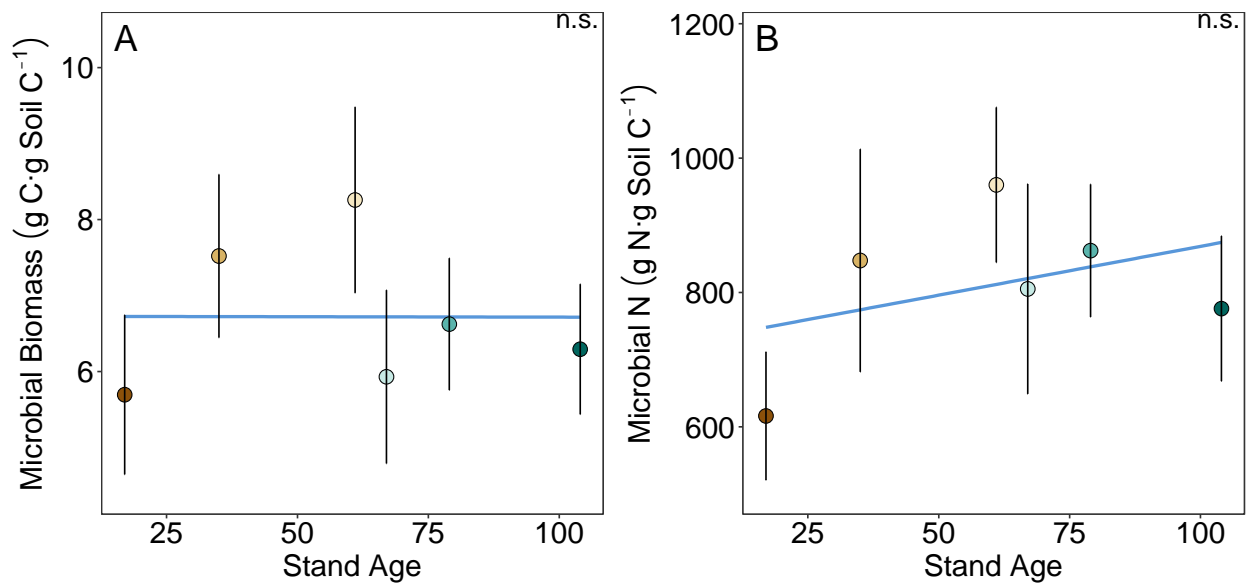 A
n.s.
Microbial Biomass (g C·g Soil C⁻¹)
10
8
6
25
50
75
100
Stand Age
B
n.s.
Microbial N (g N·g Soil C⁻¹)
1200
1000
800
600
25
50
75
100
Stand Age